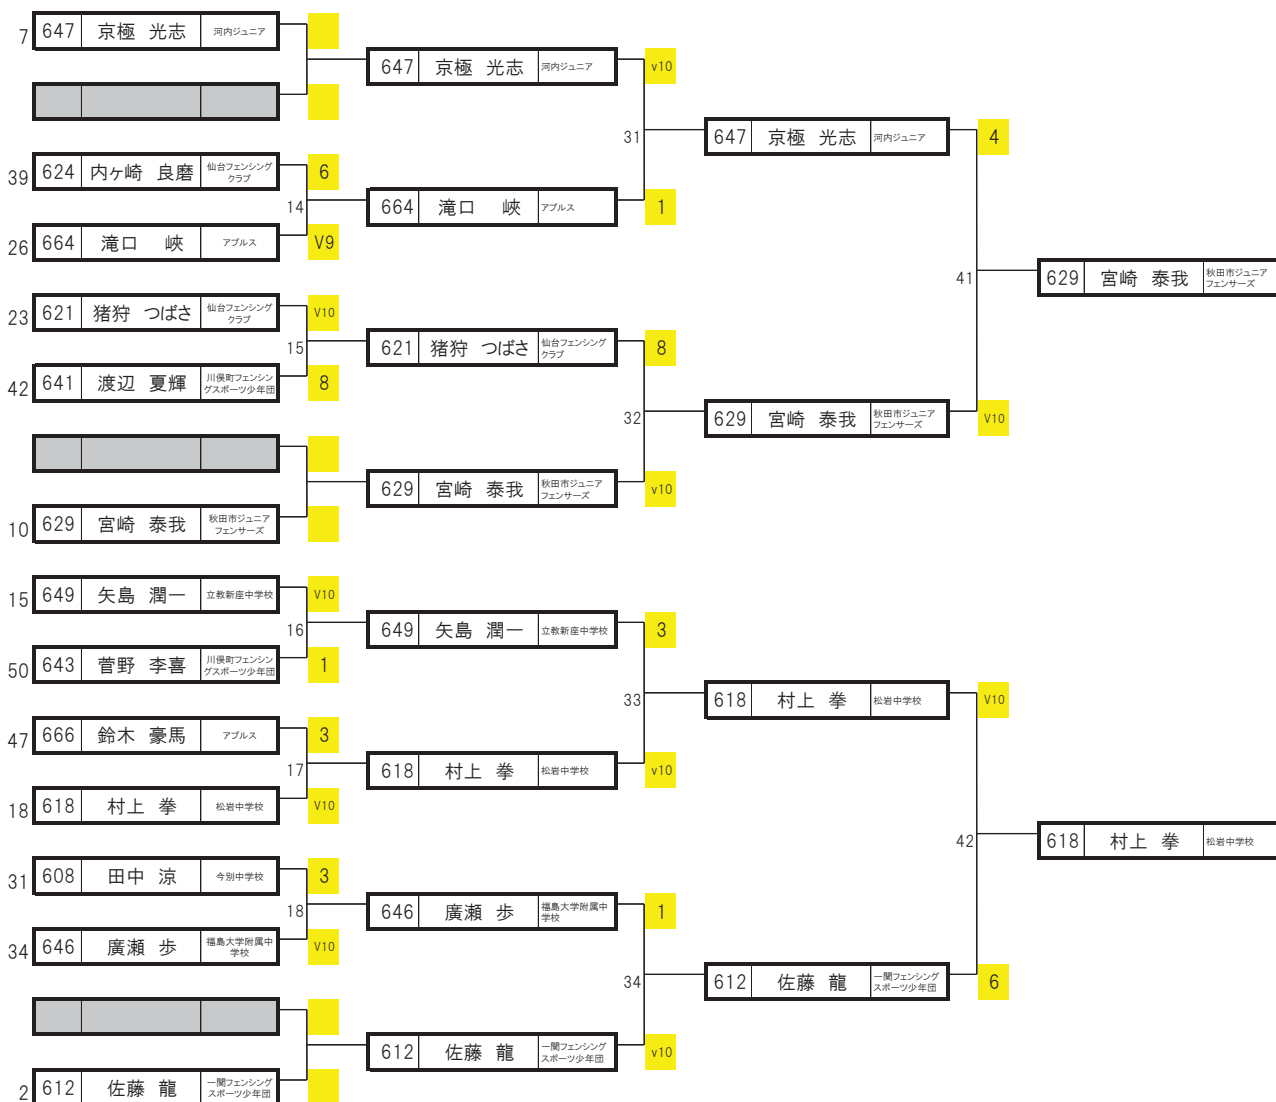 7 647 京極 光志 河内ジュニア
647 京極 光志 河内ジュニア v10
31
647 京極 光志 河内ジュニア 4
39 624 内ヶ崎 良磨 仙台フェンシング
クラブ 6
14
664 滝口 峡 アプルス 1
26 664 滝口 峡 アプルス V9
41
629 宮崎 泰我 秋田市ジュニア
フェンサーズ
23 621 猪狩 つばさ 仙台フェンシング
クラブ V10
15
621 猪狩 つばさ 仙台フェンシング
クラブ 8
42 641 渡辺 夏輝 川俣町フェンシン
グスポーツ少年団 8
32
629 宮崎 泰我 秋田市ジュニア
フェンサーズ V10
629 宮崎 泰我 秋田市ジュニア
フェンサーズ v10
10 629 宮崎 泰我 秋田市ジュニア
フェンサーズ
15 649 矢島 潤一 立教新座中学校 V10
16
649 矢島 潤一 立教新座中学校 3
50 643 菅野 李喜 川俣町フェンシン
グスポーツ少年団 1
33
618 村上 拳 松岩中学校 V10
47 666 鈴木 豪馬 アプルス 3
17
618 村上 拳 松岩中学校 v10
18 618 村上 拳 松岩中学校 V10
42
618 村上 拳 松岩中学校
31 608 田中 涼 今別中学校 3
18
646 廣瀬 歩 福島大学附属中
学校 1
34 646 廣瀬 歩 福島大学附属中
学校 V10
34
612 佐藤 龍 一関フェンシング
スポーツ少年団 6
612 佐藤 龍 一関フェンシング
スポーツ少年団 v10
2 612 佐藤 龍 一関フェンシング
スポーツ少年団